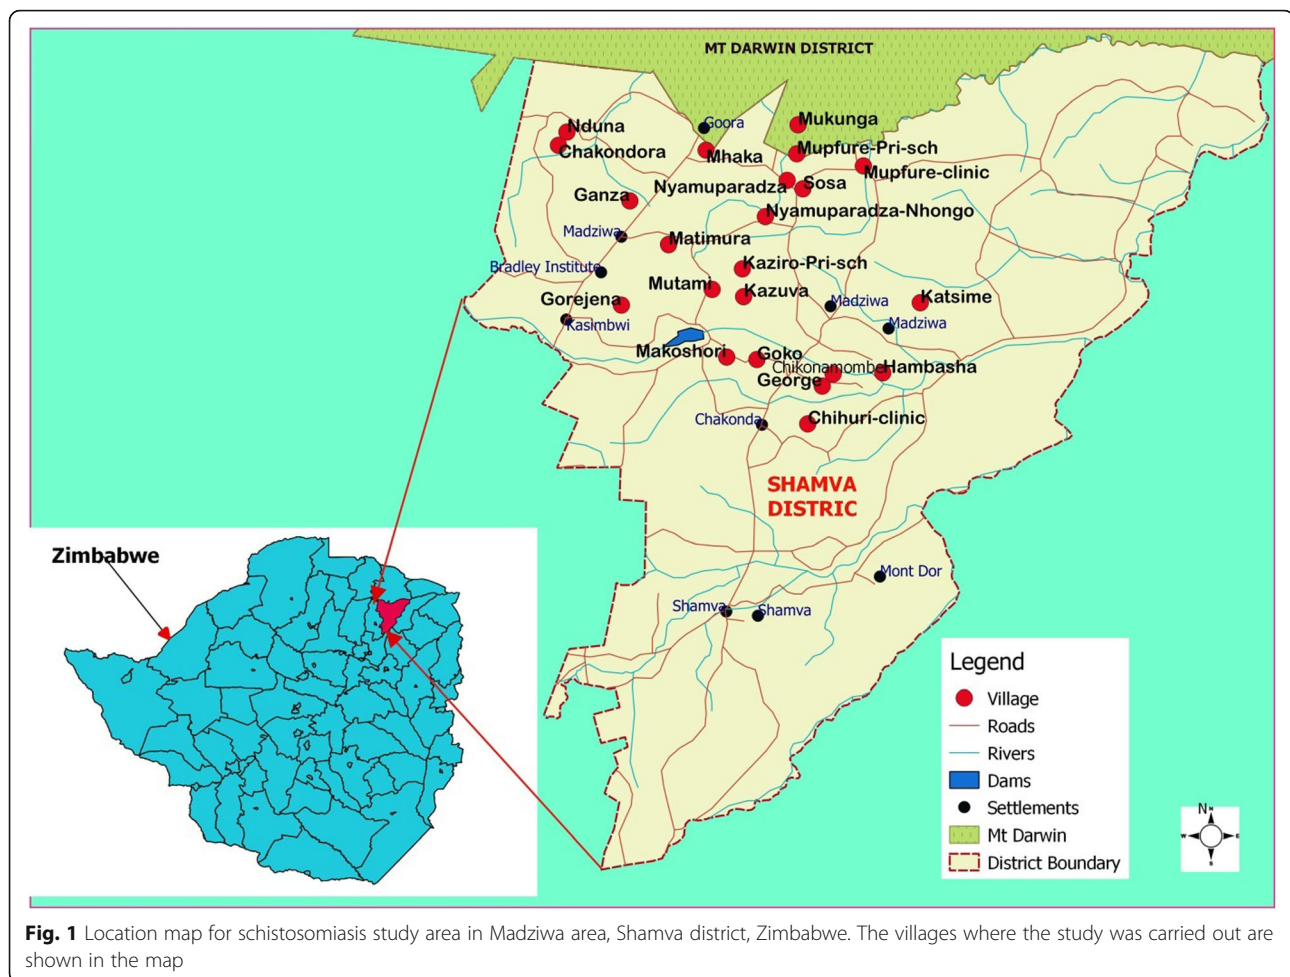 MT DARWIN DISTRICT
Goora
Mukunga
Nduna
Chakondora
Mhaka
Mupfure-Pri-sch
Mupfure-clinic
Nyamuparadza
Sosa
Ganza
Nyamuparadza-Nhongo
Madziwa
Matimura
Bradley Institute
Kaziro-Pri-sch
Mutami
Kazuva
Gorejena
Madziwa
Katsime
Kasimbwi
Madziwa
Makoshori
Goko
Chikonamombe
Hambasha
George
Chakonda
Chihuri-clinic
SHAMVA
DISTRIC
Zimbabwe
Mont Dor
Shamva
Shamva
Legend
Village
Roads
Rivers
Dams
Settlements
Mt Darwin
District Boundary
N
N
W
E
S
Fig. 1 Location map for schistosomiasis study area in Madziwa area, Shamva district, Zimbabwe. The villages where the study was carried out are
shown in the map